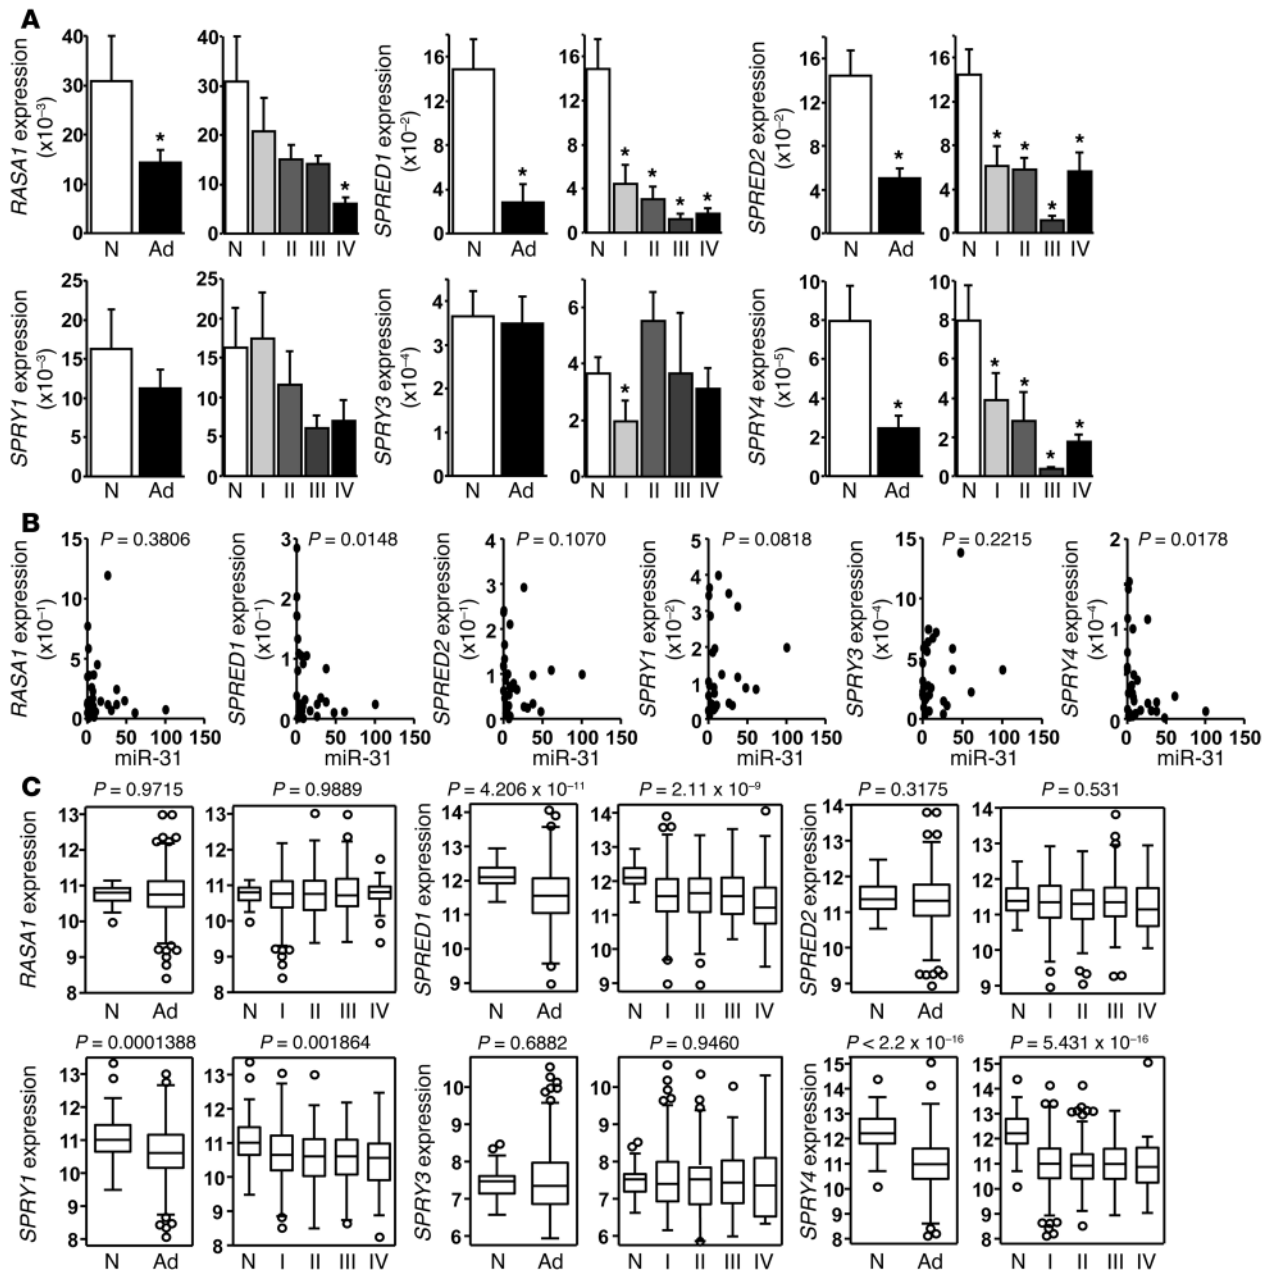 A
RASA1 expression
(x10⁻³)
40
30
20
10
0
N Ad
40
30
20
10
0
N I II III IV
SPRED1 expression
(x10⁻²)
16
12
8
4
0
N Ad
16
12
8
4
0
N I II III IV
SPRED2 expression
(x10⁻²)
16
12
8
4
0
N Ad
16
12
8
4
0
N I II III IV
* * * * * * * * * * * * *
SPRY1 expression
(x10⁻³)
25
20
15
10
5
0
N Ad
25
20
15
10
5
0
N I II III IV
SPRY3 expression
(x10⁻⁴)
4
3
2
1
0
N Ad
6
4
2
0
N I II III IV
SPRY4 expression
(x10⁻⁵)
10
8
6
4
2
0
N Ad
10
8
6
4
2
0
N I II III IV
* * * * * *
B
P = 0.3806
RASA1 expression
(x10⁻¹)
15
10
5
0
0 50 100 150
miR-31
P = 0.0148
SPRED1 expression
(x10⁻¹)
3
2
1
0
0 50 100 150
miR-31
P = 0.1070
SPRED2 expression
(x10⁻¹)
4
3
2
1
0
0 50 100 150
miR-31
P = 0.0818
SPRY1 expression
(x10⁻²)
5
4
3
2
1
0
0 50 100 150
miR-31
P = 0.2215
SPRY3 expression
(x10⁻⁴)
15
10
5
0
0 50 100 150
miR-31
P = 0.0178
SPRY4 expression
(x10⁻⁴)
2
1
0
0 50 100 150
miR-31
C
P = 0.9715
RASA1 expression
13
12
11
10
9
8
N Ad
P = 0.9889
13
12
11
10
9
8
N I II III IV
P = 4.206 x 10⁻¹¹
SPRED1 expression
14
13
12
11
10
9
N Ad
P = 2.11 x 10⁻⁹
14
13
12
11
10
9
N I II III IV
P = 0.3175
SPRED2 expression
14
13
12
11
10
9
N Ad
P = 0.531
14
13
12
11
10
9
N I II III IV
P = 0.0001388
SPRY1 expression
13
12
11
10
9
8
N Ad
P = 0.001864
13
12
11
10
9
8
N I II III IV
P = 0.6882
SPRY3 expression
10
9
8
7
6
N Ad
P = 0.9460
10
9
8
7
6
N I II III IV
P < 2.2 x 10⁻¹⁶
SPRY4 expression
15
14
13
12
11
10
9
8
N Ad
P = 5.431 x 10⁻¹⁶
15
14
13
12
11
10
9
8
N I II III IV